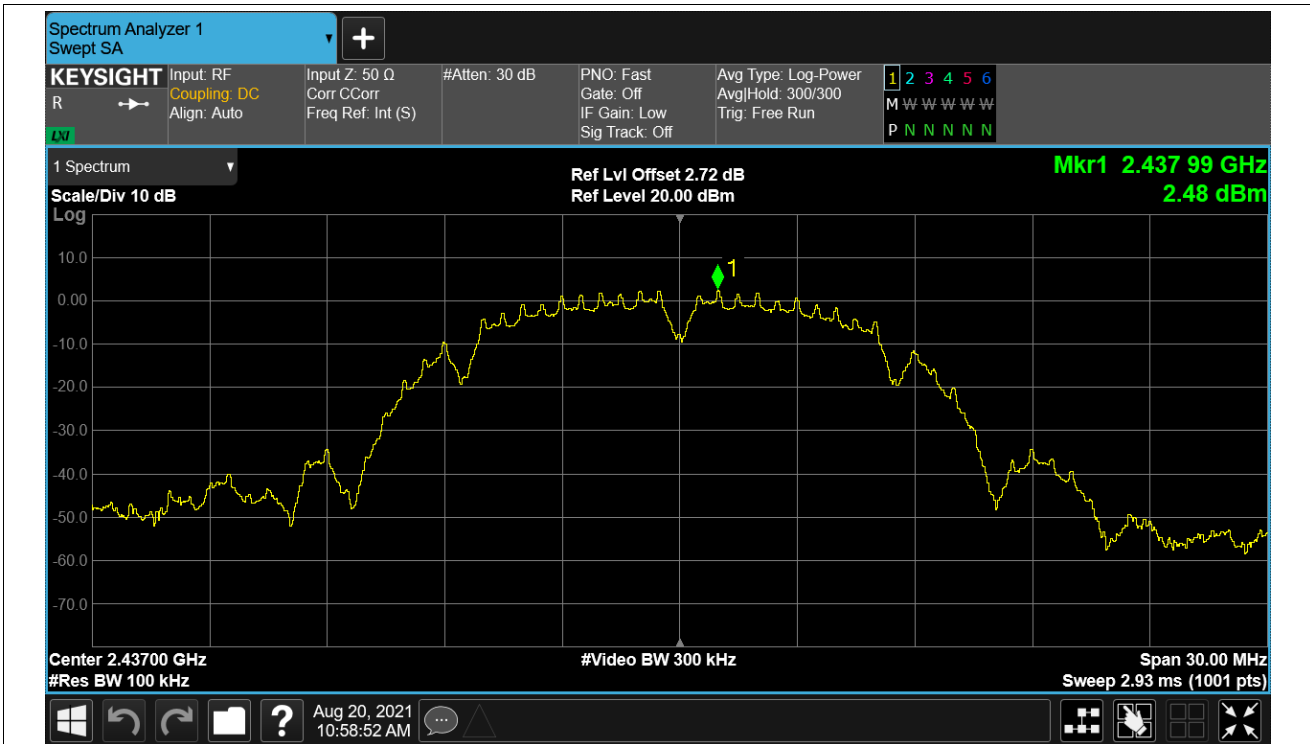 Spectrum Analyzer 1
Swept SA
KEYSIGHT
R
LXI
Input: RF
Coupling: DC
Align: Auto
Input Z: 50 Ω
Corr CCorr
Freq Ref: Int (S)
#Atten: 30 dB
PNO: Fast
Gate: Off
IF Gain: Low
Sig Track: Off
Avg Type: Log-Power
Avg|Hold: 300/300
Trig: Free Run
1 2 3 4 5 6
M W W W W W
P N N N N N
1 Spectrum
Scale/Div 10 dB
Log
Ref Lvl Offset 2.72 dB
Ref Level 20.00 dBm
Mkr1 2.437 99 GHz
2.48 dBm
1
10.0
0.00
-10.0
-20.0
-30.0
-40.0
-50.0
-60.0
-70.0
Center 2.43700 GHz
#Res BW 100 kHz
#Video BW 300 kHz
Span 30.00 MHz
Sweep 2.93 ms (1001 pts)
?
Aug 20, 2021
10:58:52 AM